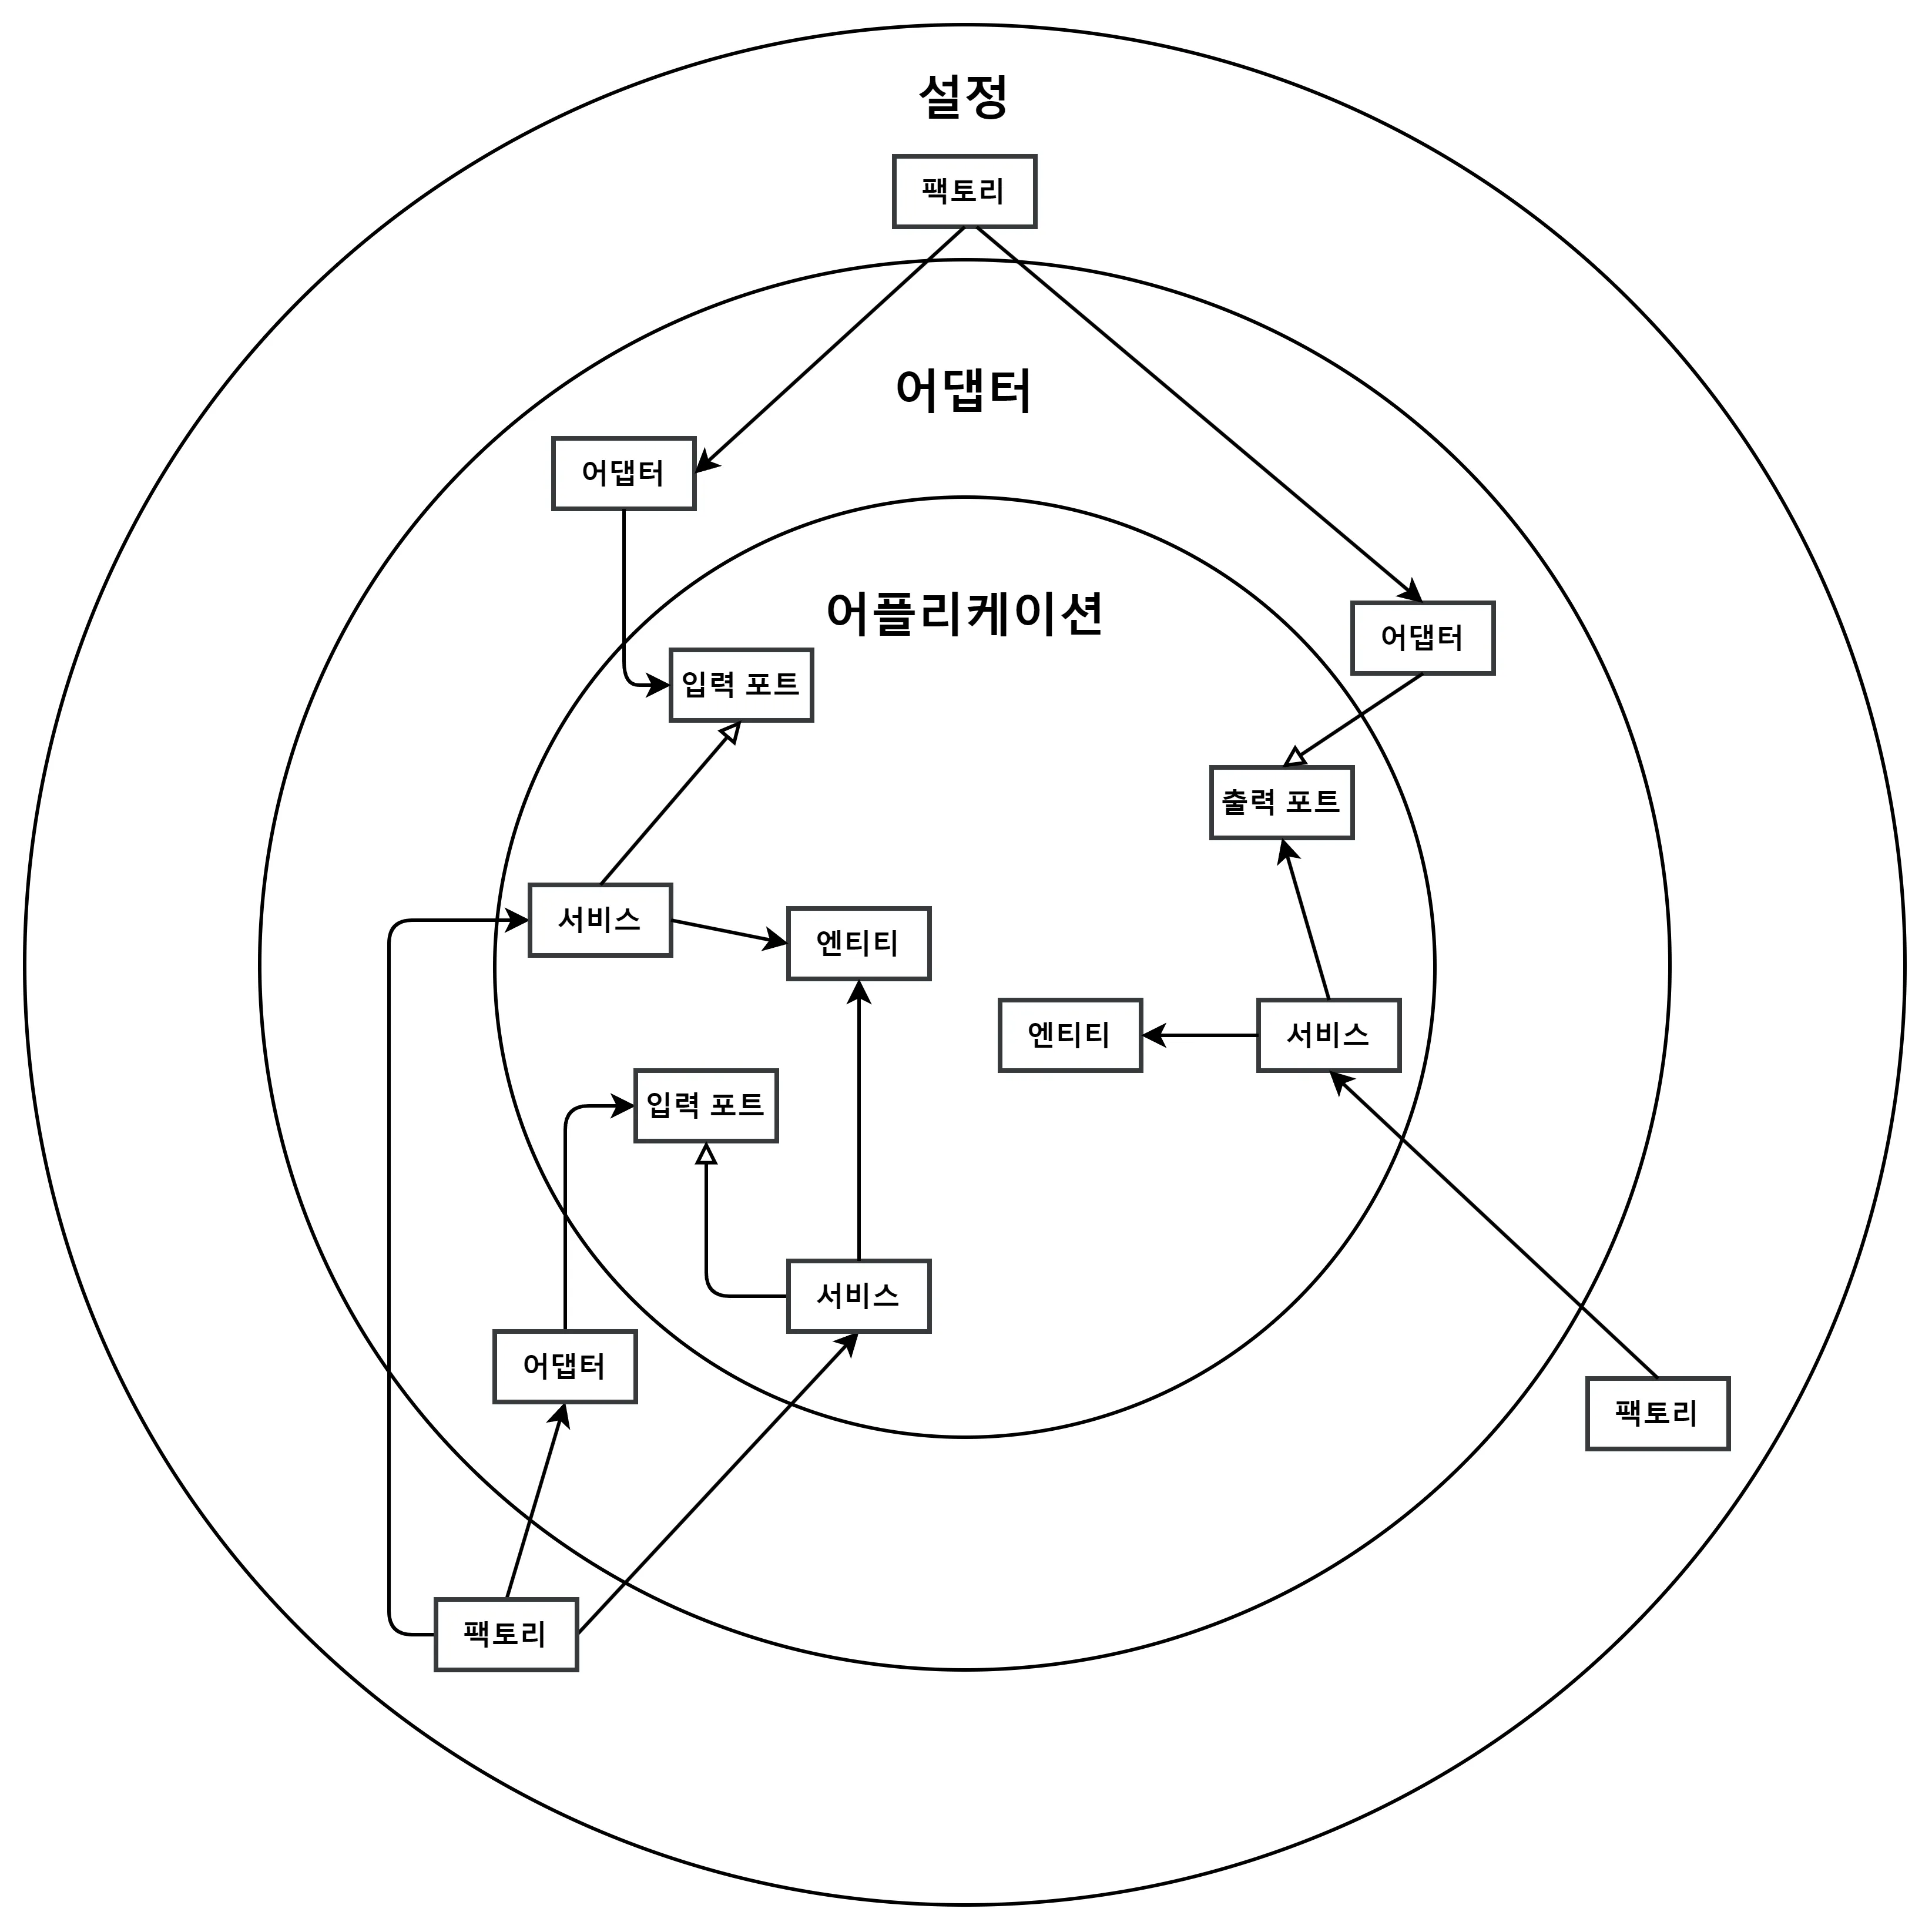 설정
팩토리
어댑터
어댑터
어플리케이션
어댑터
입력 포트
출력 포트
서비스
엔티티
엔티티
서비스
입력 포트
서비스
어댑터
팩토리
팩토리